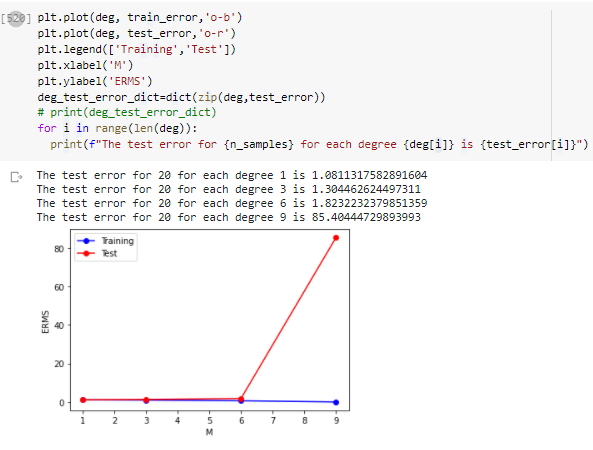 [520] plt.plot(deg, train_error,'o-b')
plt.plot(deg, test_error,'o-r')
plt.legend(['Training','Test'])
plt.xlabel('M')
plt.ylabel('ERMS')
deg_test_error_dict=dict(zip(deg,test_error))
# print(deg_test_error_dict)
for i in range(len(deg)):
  print(f"The test error for {n_samples} for each degree {deg[i]} is {test_error[i]}")
The test error for 20 for each degree 1 is 1.0811317582891604
The test error for 20 for each degree 3 is 1.304462624497311
The test error for 20 for each degree 6 is 1.8232232379851359
The test error for 20 for each degree 9 is 85.40444729893993
Training
Test
80
60
40
20
0
ERMS
1 2 3 4 5 6 7 8 9
M